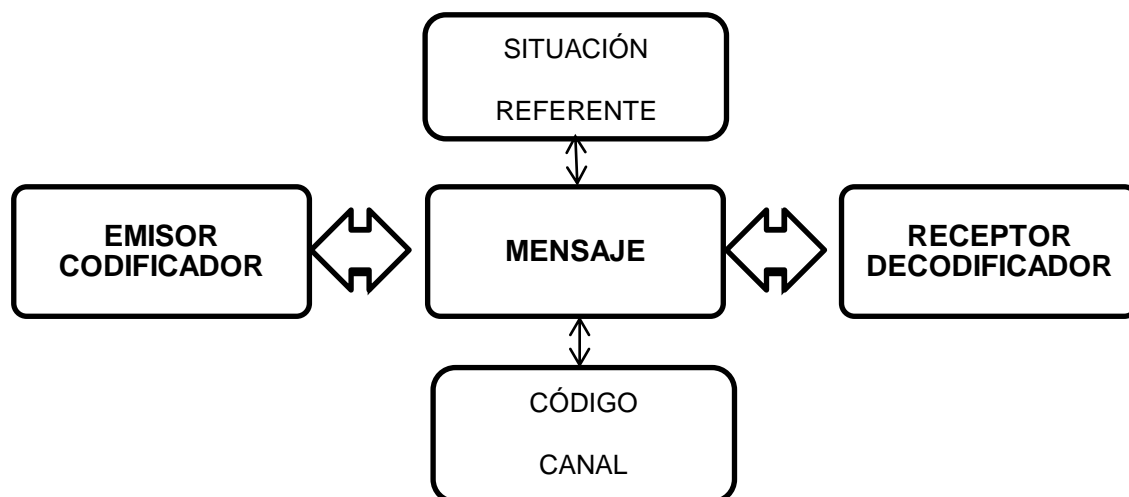 SITUACIÓN
REFERENTE
EMISOR
CODIFICADOR
MENSAJE
RECEPTOR
DECODIFICADOR
CÓDIGO
CANAL